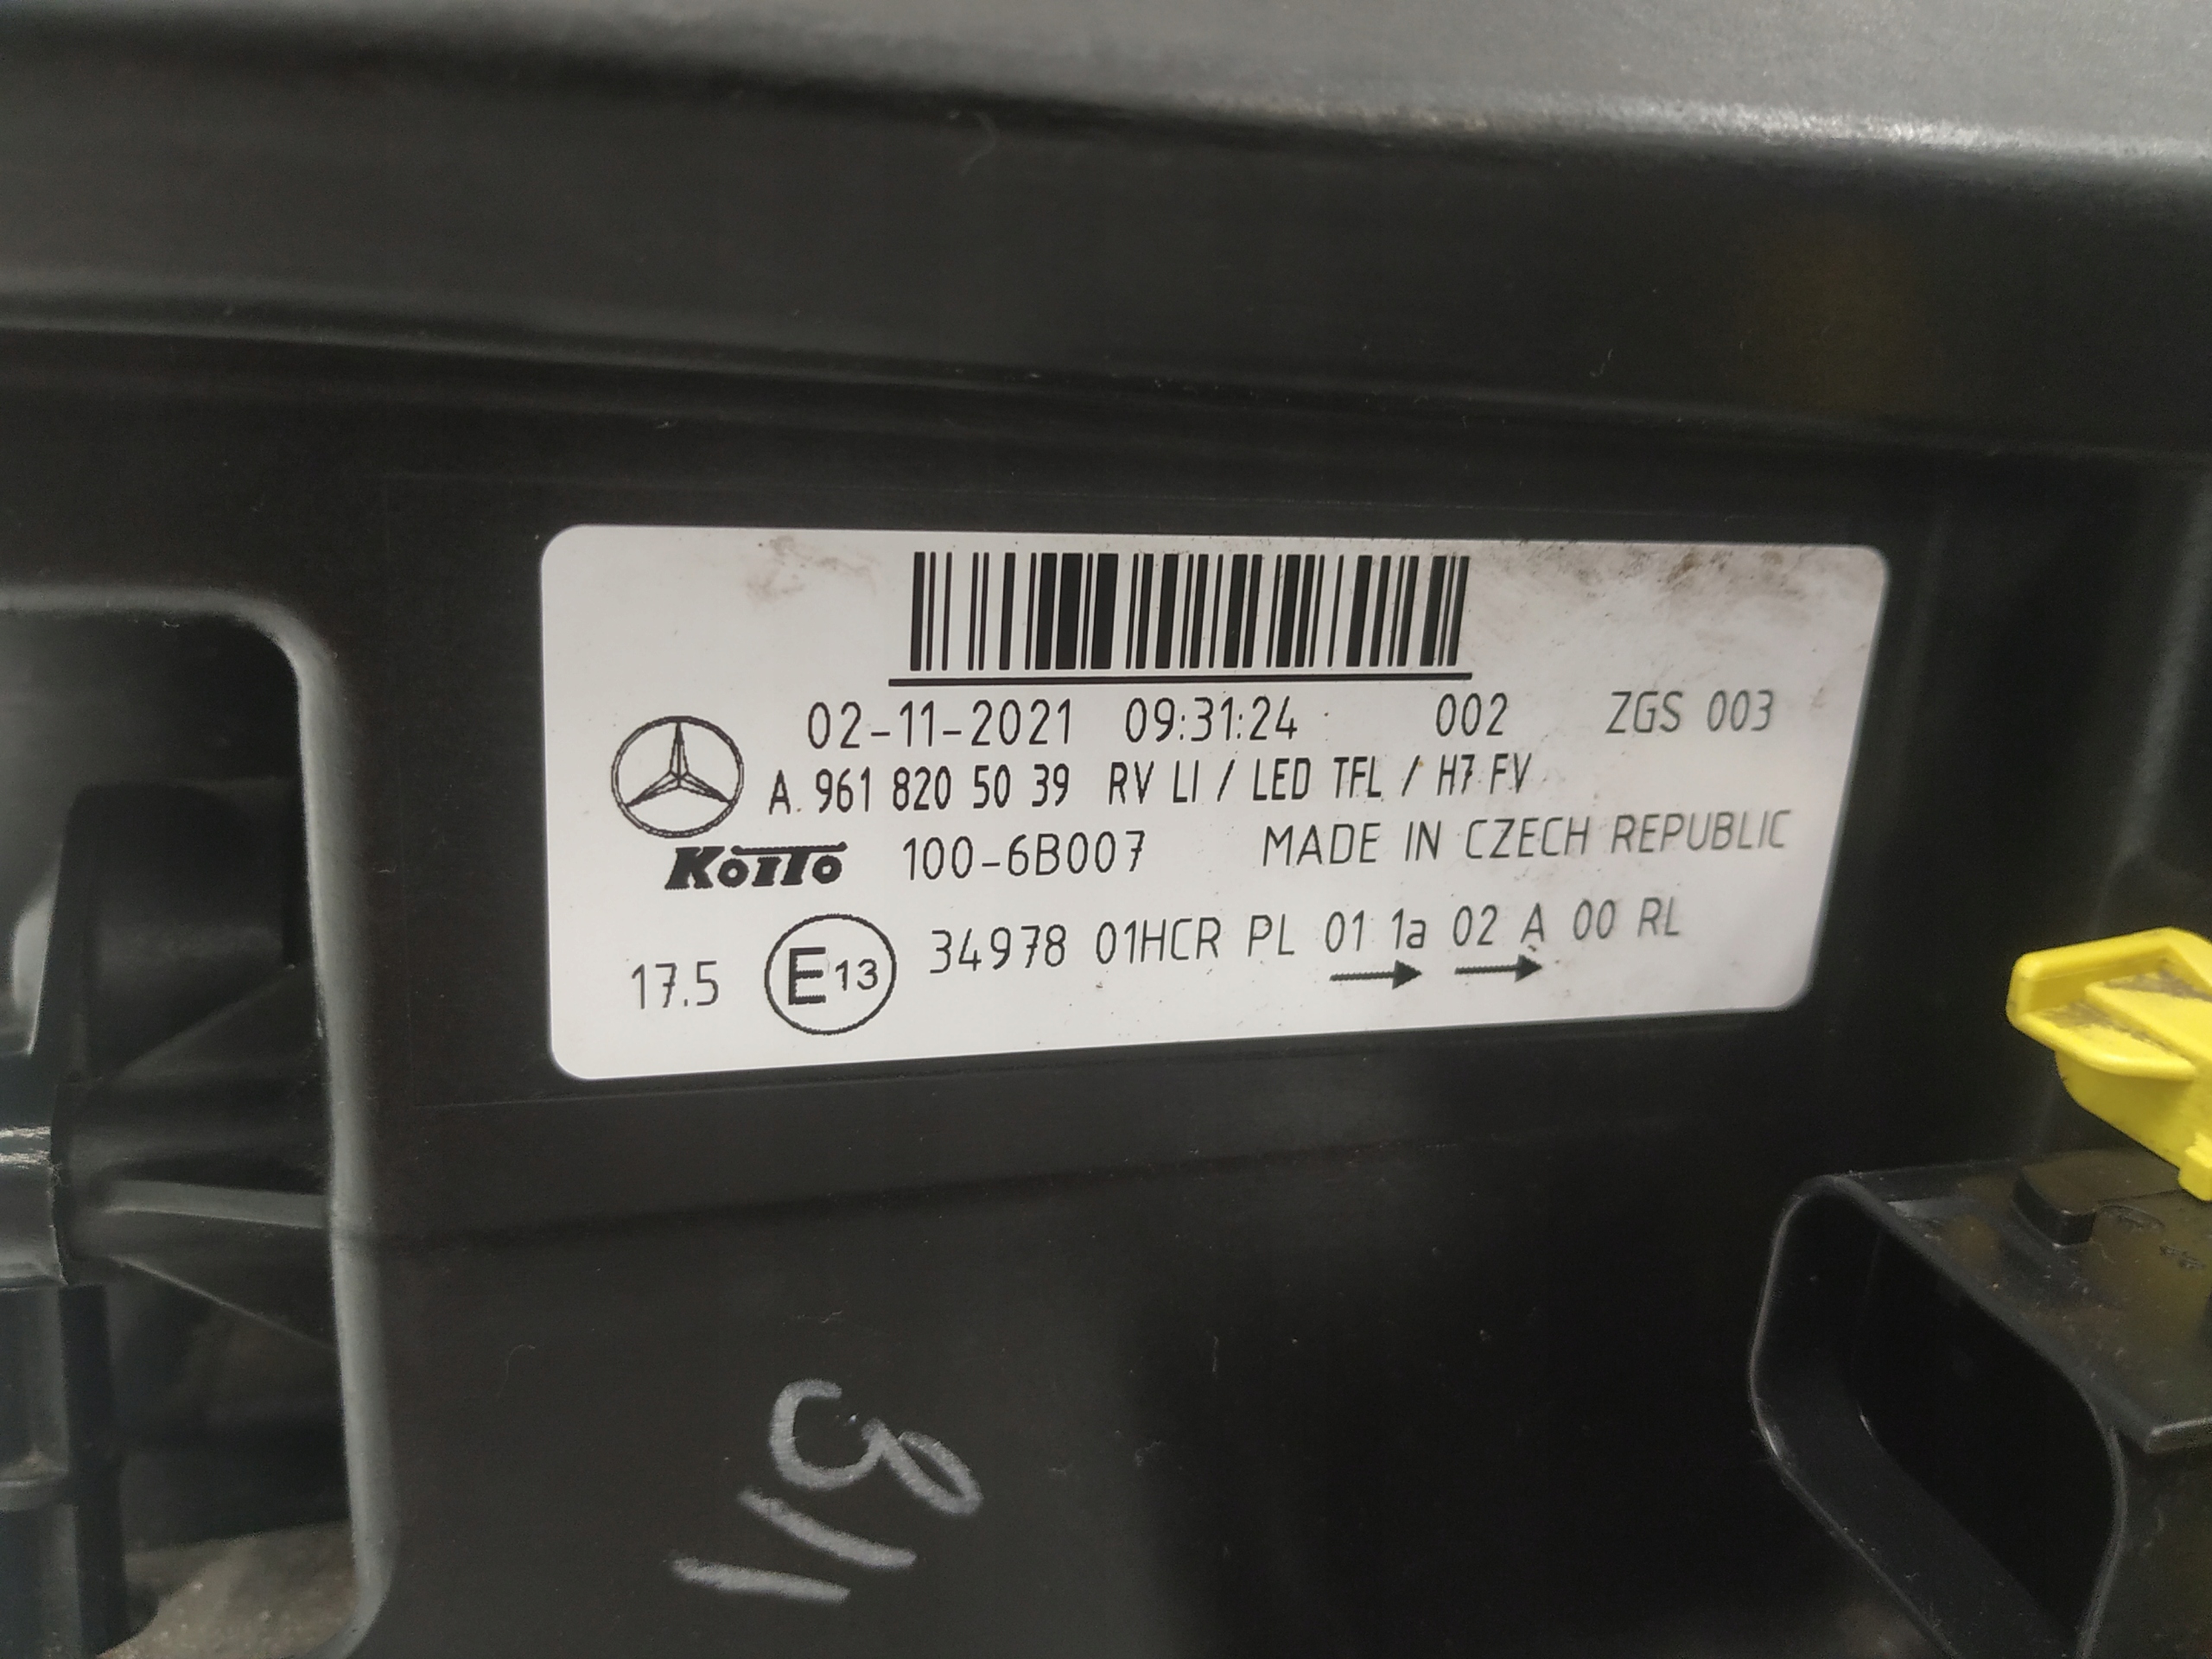 02-11-2021 09:31:24 002 ZGS 003
A 961 820 50 39 RV LI / LED TFL / H7 FV
KOITO 100-6B007 MADE IN CZECH REPUBLIC
17.5 E13 34978 01HCR PL 01 1a 02 A 00 RL